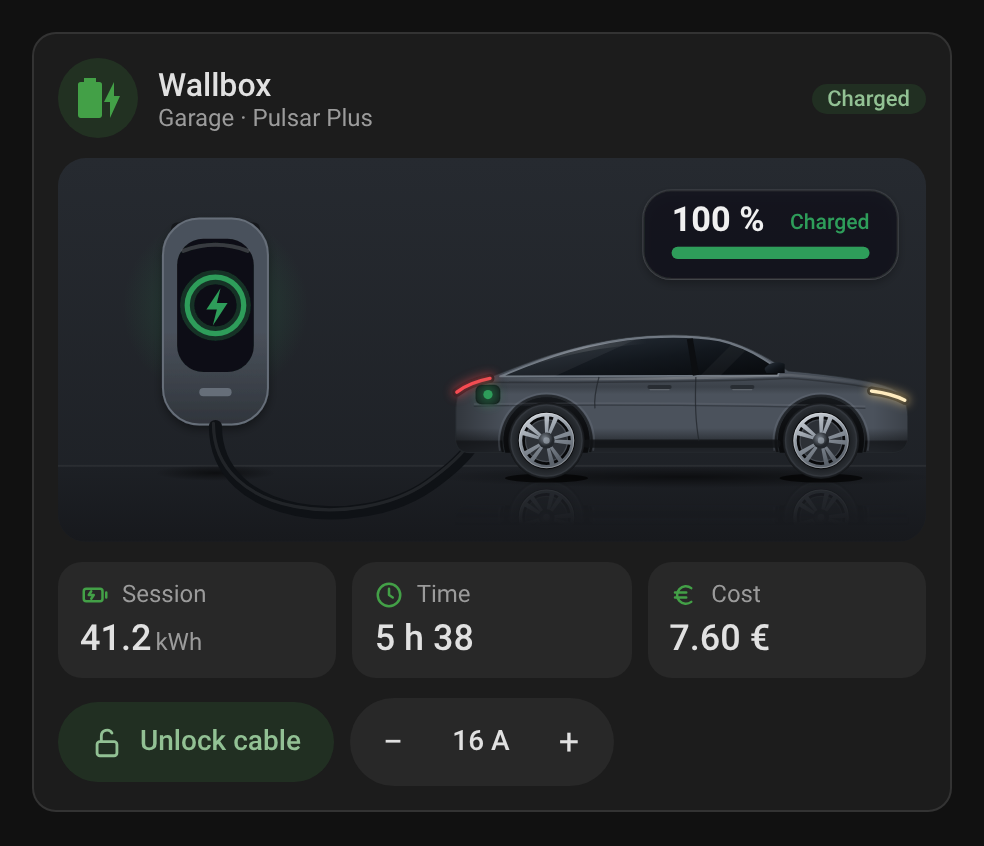 Wallbox
Garage · Pulsar Plus
Charged
100 % Charged
Session
41.2 kWh
Time
5 h 38
Cost
7.60 €
Unlock cable
− 16 A +